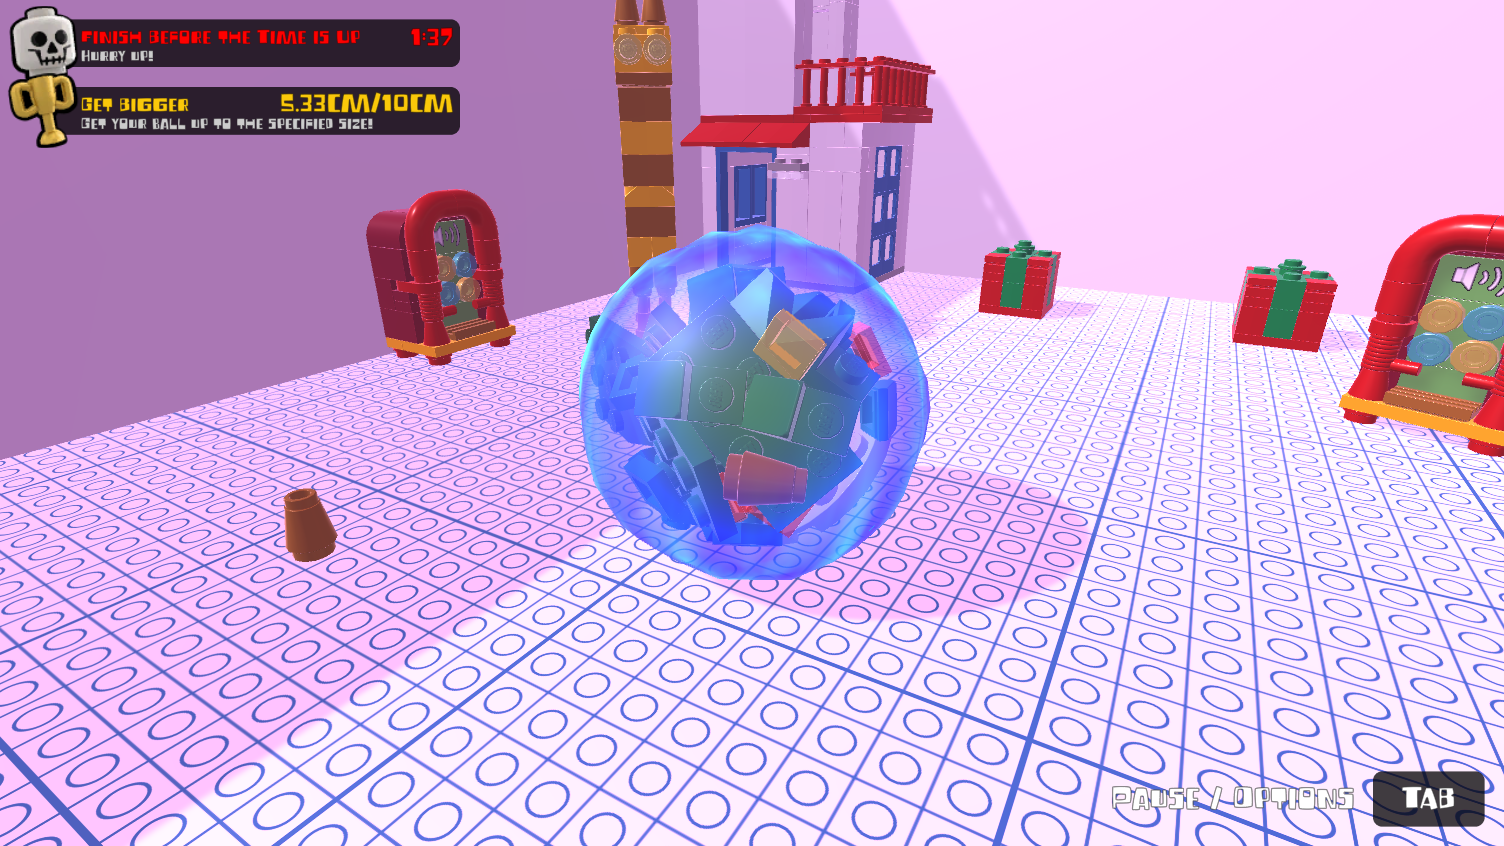 Finish before the Time is up 1:37
Hurry up!
Get Bigger 5.33cm/10cm
Get your ball up to the specified size!
Pause / Options Tab